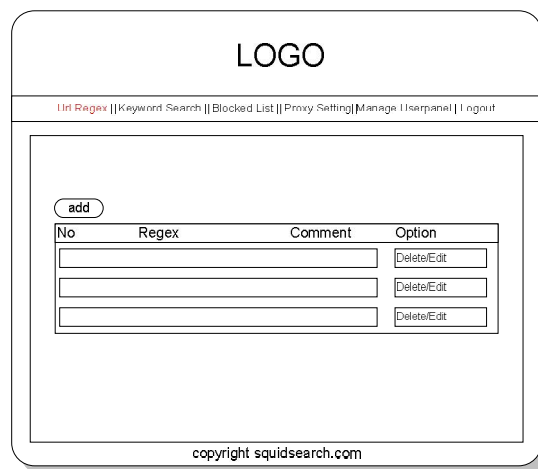 LOGO
Url Regex || Keyword Search || Blocked List || Proxy Setting|| Manage Userpanel | Logout
add
No Regex Comment Option
Delete/Edit
Delete/Edit
Delete/Edit
copyright squidsearch.com